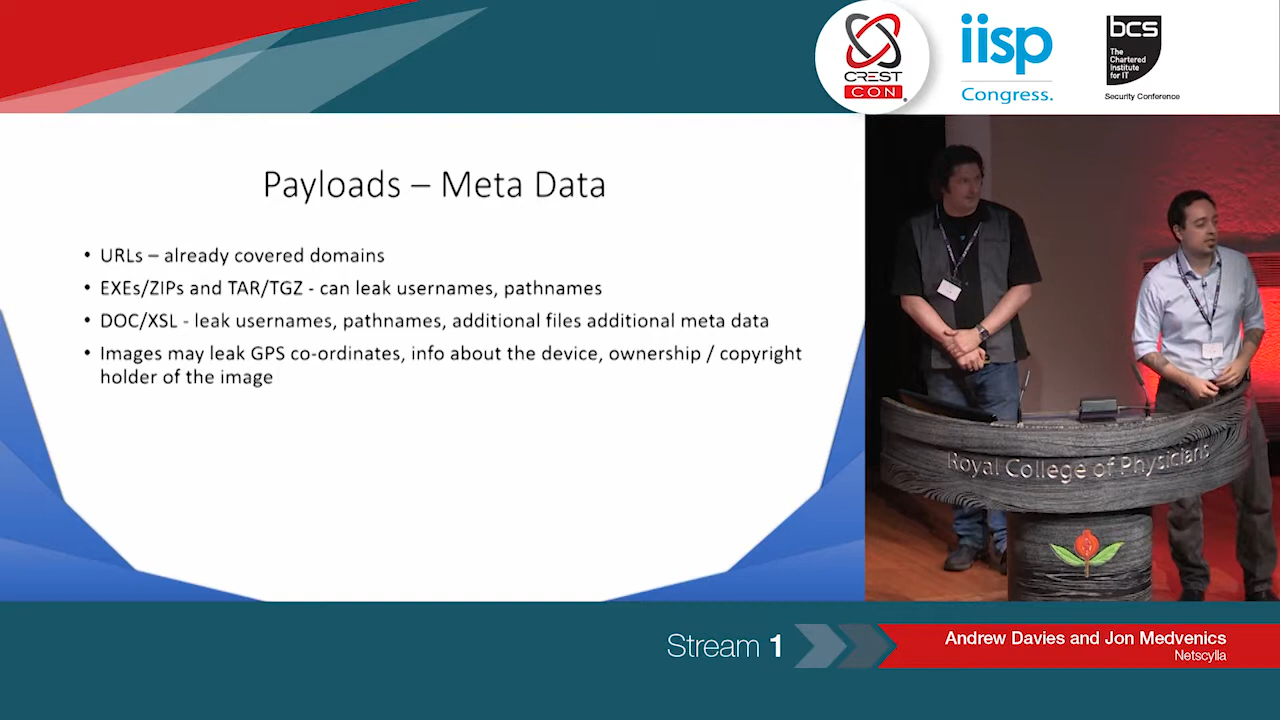 CREST
CON
iisp
Congress.
bcs
The
Chartered
Institute
for IT
Security Conference
Payloads – Meta Data
• URLs – already covered domains
• EXEs/ZIPs and TAR/TGZ - can leak usernames, pathnames
• DOC/XSL - leak usernames, pathnames, additional files additional meta data
• Images may leak GPS co-ordinates, info about the device, ownership / copyright
holder of the image
Royal College of Physicians
Stream 1
Andrew Davies and Jon Medvenics
Netscylla